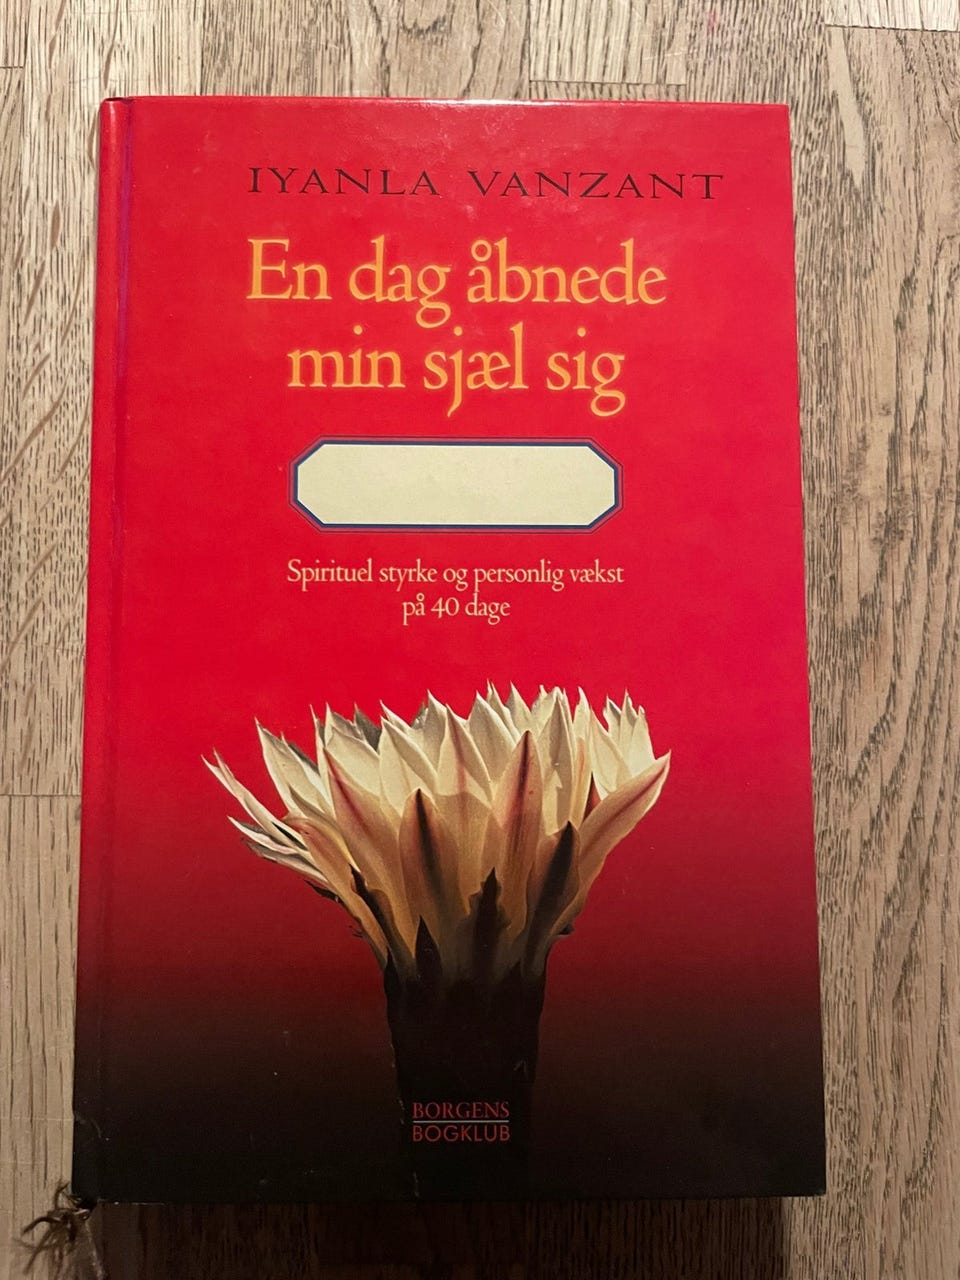 IYANLA VANZANT
En dag åbnede
min sjæl sig
Spirituel styrke og personlig vækst
på 40 dage
BORGENS
BOGKLUB